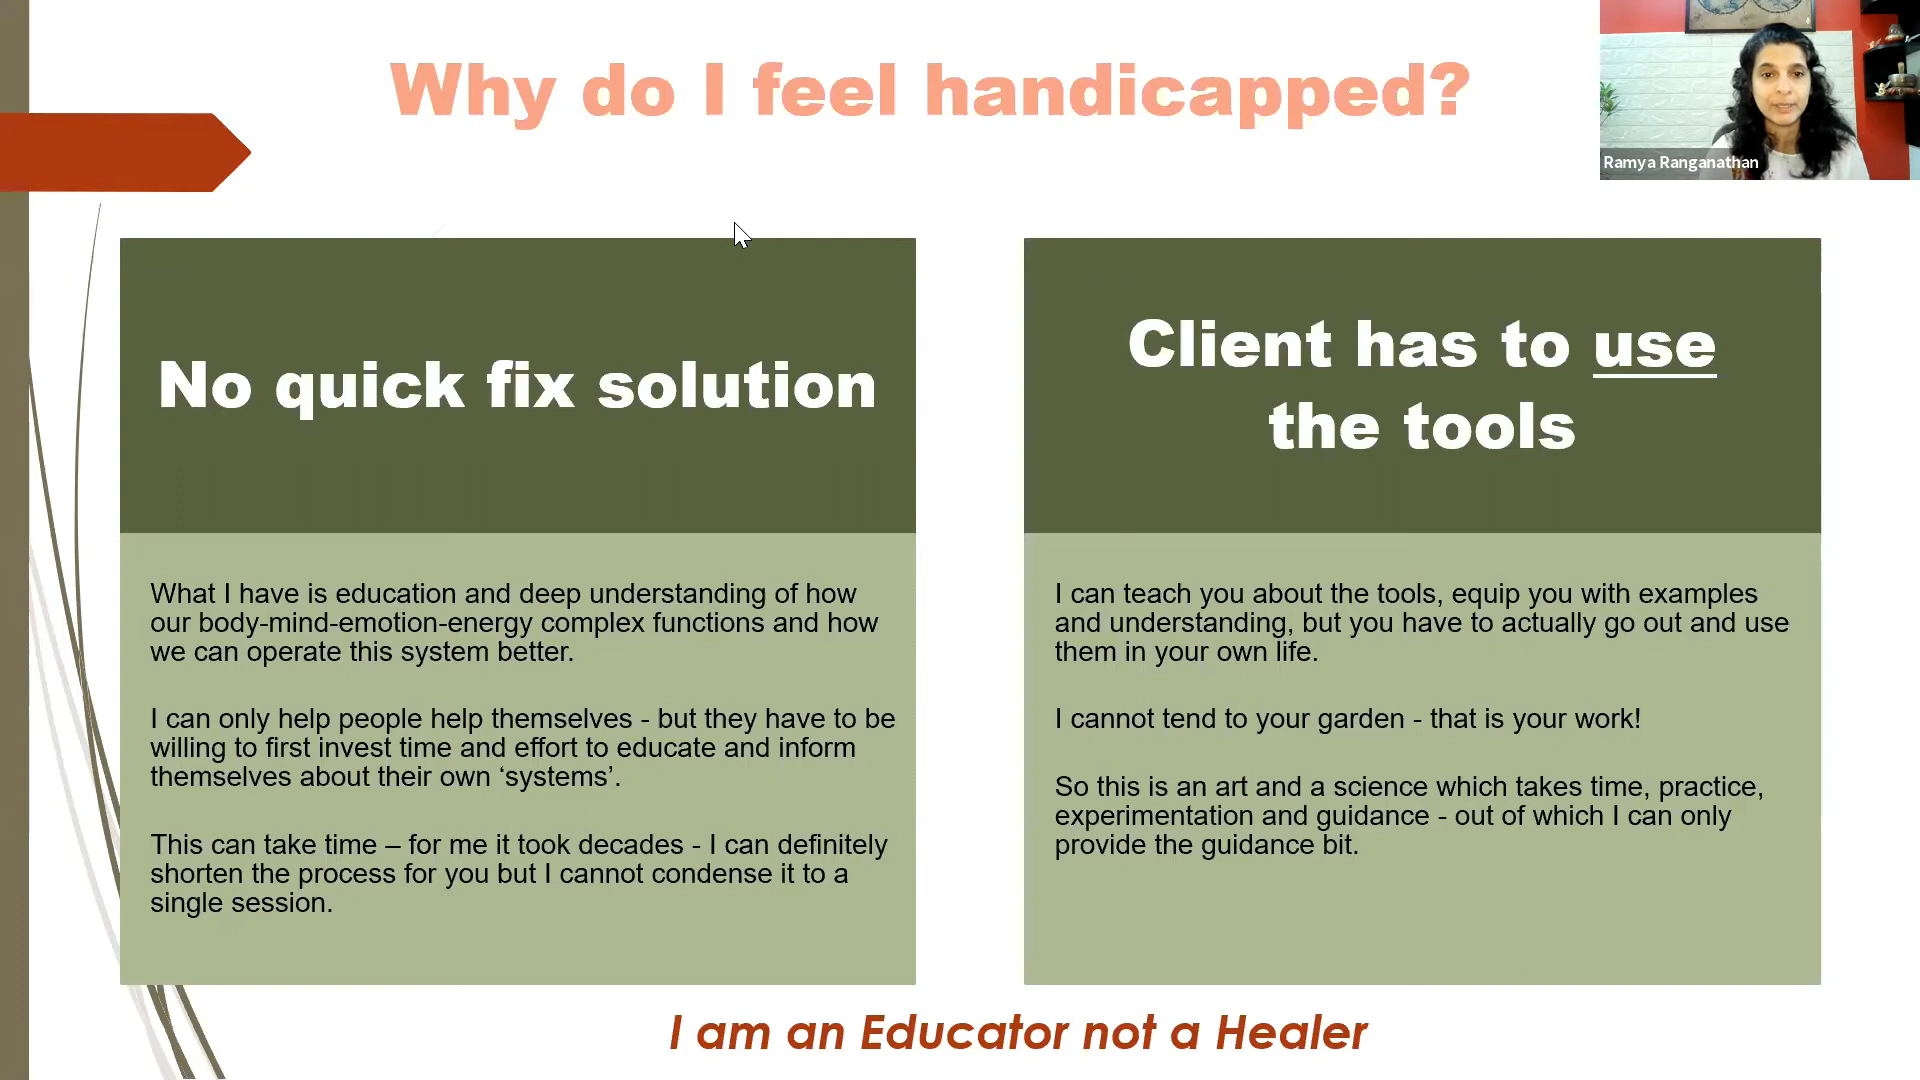 Why do I feel handicapped?
Ramya Ranganathan
No quick fix solution
What I have is education and deep understanding of how
our body-mind-emotion-energy complex functions and how
we can operate this system better.
I can only help people help themselves - but they have to be
willing to first invest time and effort to educate and inform
themselves about their own ‘systems’.
This can take time – for me it took decades - I can definitely
shorten the process for you but I cannot condense it to a
single session.
Client has to use
the tools
I can teach you about the tools, equip you with examples
and understanding, but you have to actually go out and use
them in your own life.
I cannot tend to your garden - that is your work!
So this is an art and a science which takes time, practice,
experimentation and guidance - out of which I can only
provide the guidance bit.
I am an Educator not a Healer